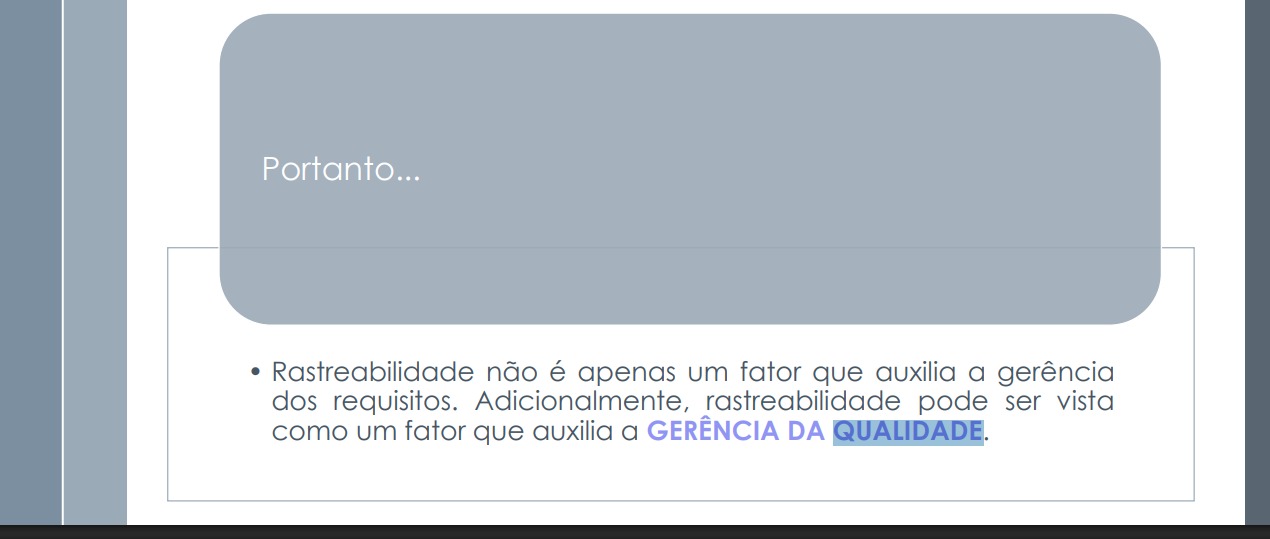 Portanto...
• Rastreabilidade não é apenas um fator que auxilia a gerência
dos requisitos. Adicionalmente, rastreabilidade pode ser vista
como um fator que auxilia a GERÊNCIA DA QUALIDADE.